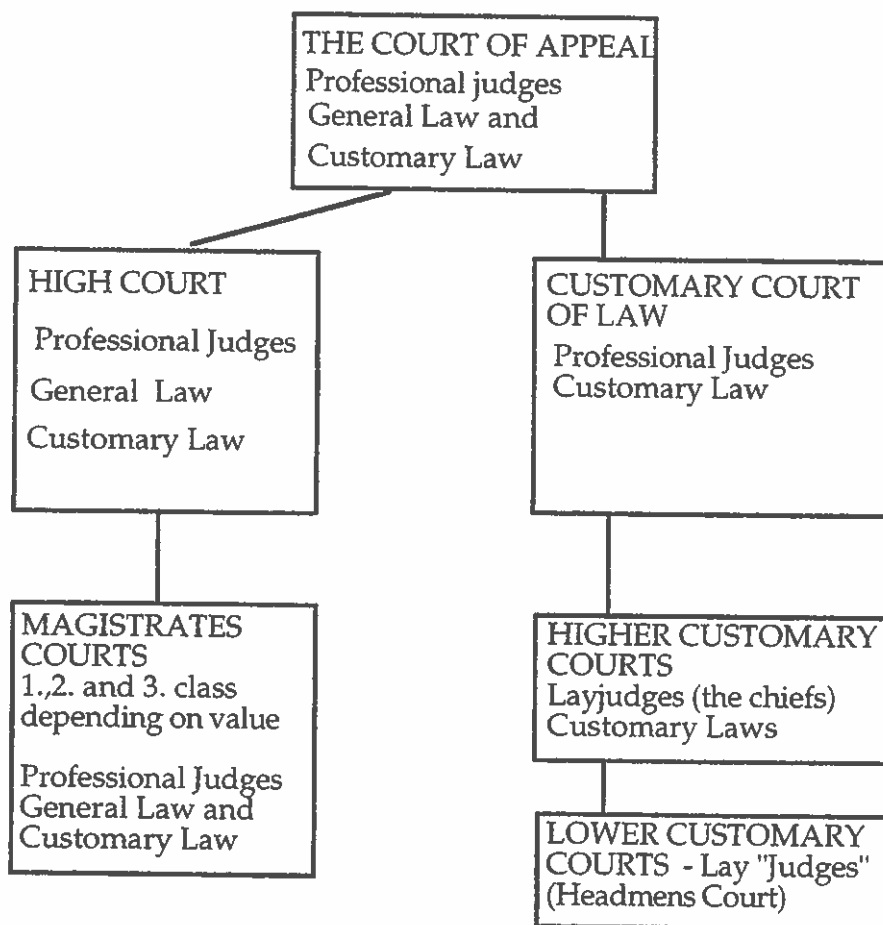 THE COURT OF APPEAL
Professional judges
General Law and
Customary Law
HIGH COURT
Professional Judges
General Law
Customary Law
CUSTOMARY COURT
OF LAW
Professional Judges
Customary Law
MAGISTRATES
COURTS
1.,2. and 3. class
depending on value
Professional Judges
General Law and
Customary Law
HIGHER CUSTOMARY
COURTS
Layjudges (the chiefs)
Customary Laws
LOWER CUSTOMARY
COURTS - Lay "Judges"
(Headmens Court)